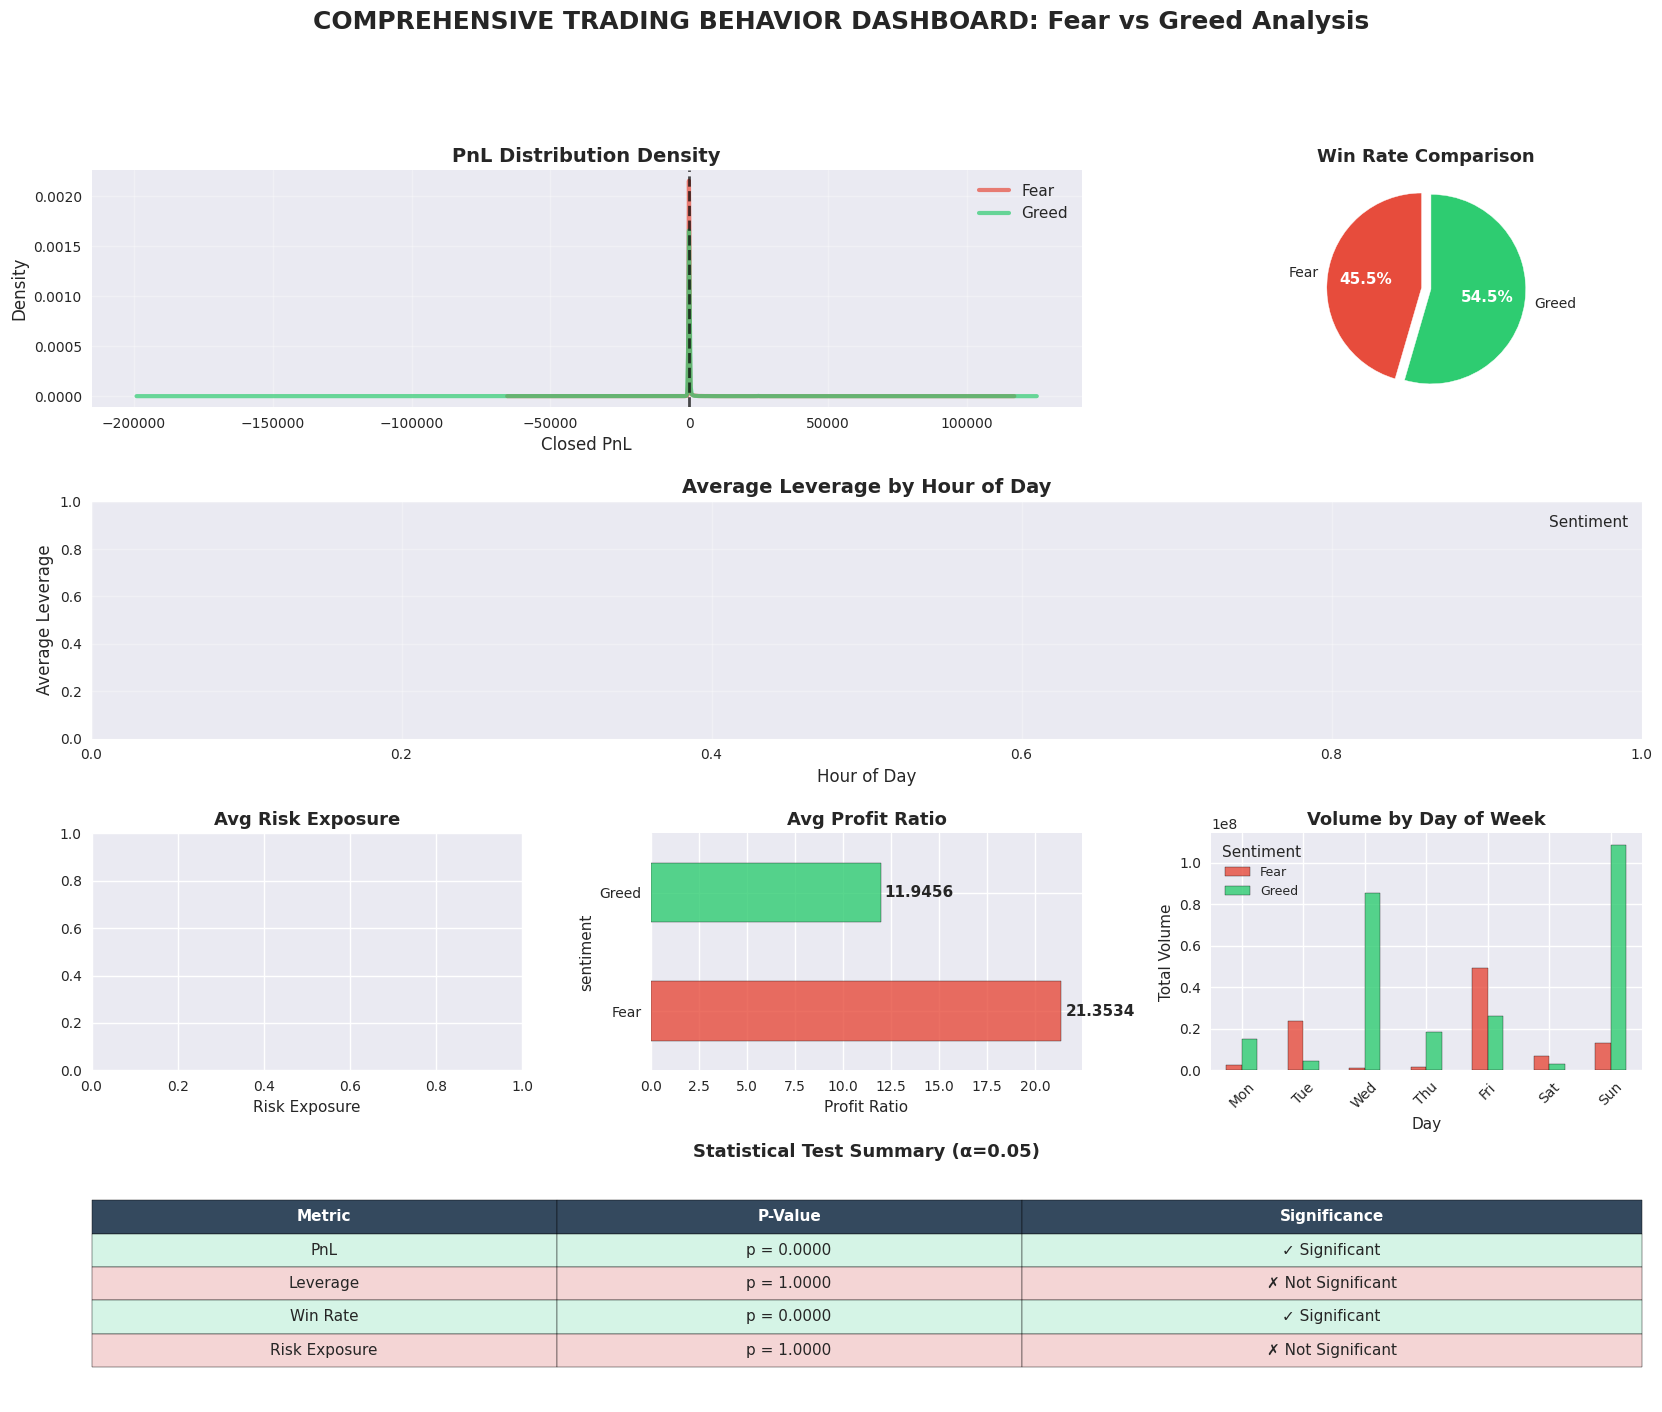 COMPREHENSIVE TRADING BEHAVIOR DASHBOARD: Fear vs Greed Analysis
PnL Distribution Density
Density
0.0020
0.0015
0.0010
0.0005
0.0000
−200000 −150000 −100000 −50000 0 50000 100000
Closed PnL
Fear
Greed
Win Rate Comparison
Fear
45.5%
54.5%
Greed
Average Leverage by Hour of Day
Average Leverage
1.0
0.8
0.6
0.4
0.2
0.0
0.0 0.2 0.4 0.6 0.8 1.0
Hour of Day
Sentiment
Avg Risk Exposure
1.0
0.8
0.6
0.4
0.2
0.0
0.0 0.2 0.4 0.6 0.8 1.0
Risk Exposure
Avg Profit Ratio
sentiment
Greed
11.9456
Fear
21.3534
0.0 2.5 5.0 7.5 10.0 12.5 15.0 17.5 20.0
Profit Ratio
Volume by Day of Week
1e8
Total Volume
1.0
0.8
0.6
0.4
0.2
0.0
Sentiment
Fear
Greed
Mon Tue Wed Thu Fri Sat Sun
Day
Statistical Test Summary (α=0.05)
Metric P-Value Significance
PnL p = 0.0000 ✓ Significant
Leverage p = 1.0000 ✗ Not Significant
Win Rate p = 0.0000 ✓ Significant
Risk Exposure p = 1.0000 ✗ Not Significant